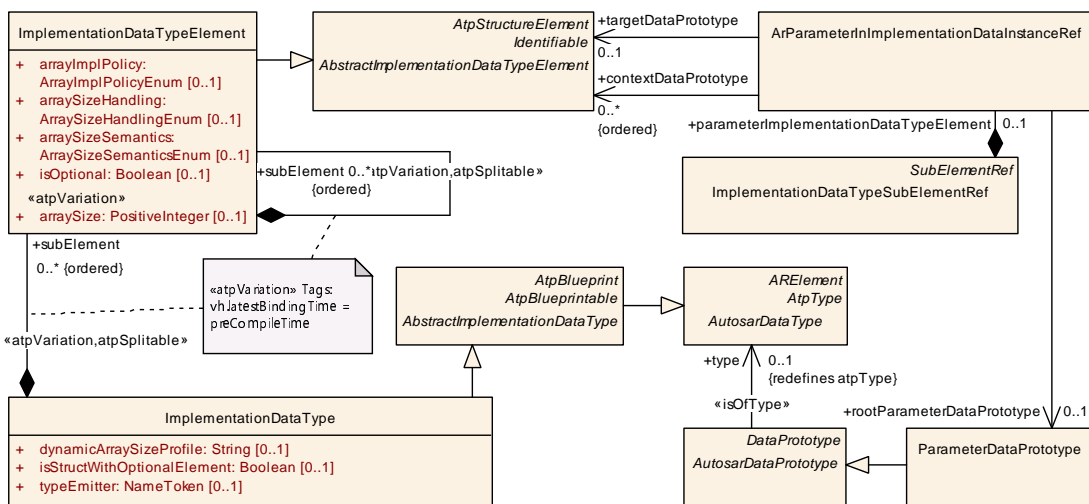 ImplementationDataTypeElement
+ arrayImplPolicy:
ArrayImplPolicyEnum [0..1]
+ arraySizeHandling:
ArraySizeHandlingEnum [0..1]
+ arraySizeSemantics:
ArraySizeSemanticsEnum [0..1]
+ isOptional: Boolean [0..1]
«atpVariation»
+ arraySize: PositiveInteger [0..1]
AtpStructureElement
Identifiable
AbstractImplementationDataTypeElement
+targetDataPrototype
0..1
+contextDataPrototype
0..*
{ordered}
ArParameterInImplementationDataInstanceRef
+parameterImplementationDataTypeElement
0..1
SubElementRef
ImplementationDataTypeSubElementRef
+subElement 0..*
atpVariation,atpSplitable»
{ordered}
+subElement
0..* {ordered}
«atpVariation» Tags:
vh.latestBindingTime =
preCompileTime
«atpVariation,atpSplitable»
AtpBlueprint
AtpBlueprintable
AbstractImplementationDataType
ARElement
AtpType
AutosarDataType
+type
0..1
{redefines atpType}
«isOfType»
ImplementationDataType
+ dynamicArraySizeProfile: String [0..1]
+ isStructWithOptionalElement: Boolean [0..1]
+ typeEmitter: NameToken [0..1]
DataPrototype
AutosarDataPrototype
+rootParameterDataPrototype
0..1
ParameterDataPrototype